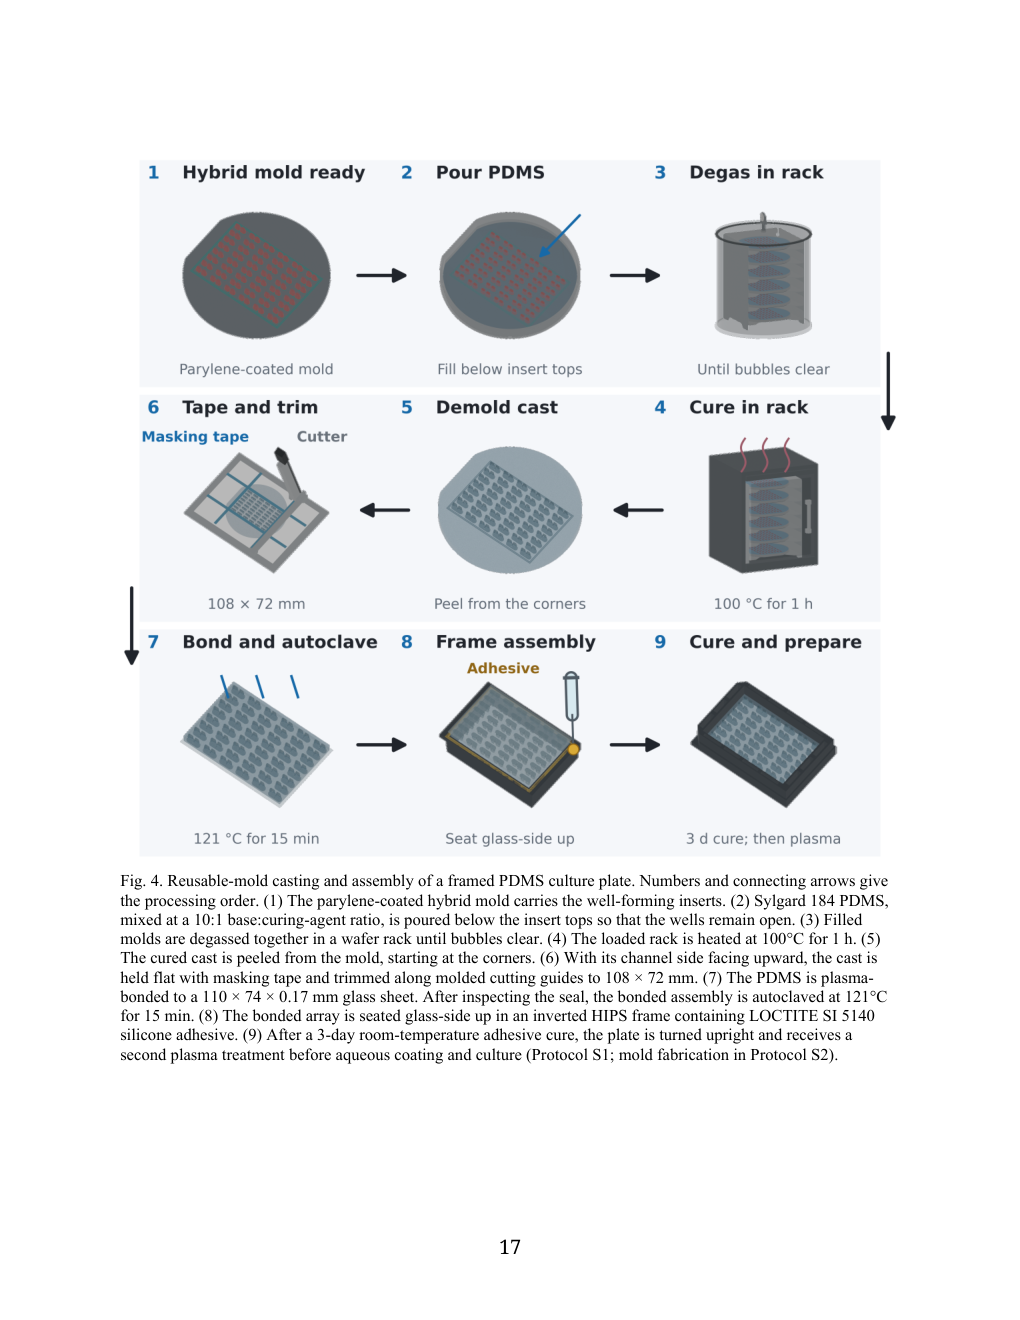 1 Hybrid mold ready
2 Pour PDMS
3 Degas in rack
Parylene-coated mold
Fill below insert tops
Until bubbles clear
6 Tape and trim
5 Demold cast
4 Cure in rack
Masking tape
Cutter
108 × 72 mm
Peel from the corners
100 °C for 1 h
7 Bond and autoclave
8 Frame assembly
9 Cure and prepare
Adhesive
121 °C for 15 min
Seat glass-side up
3 d cure; then plasma
Fig. 4. Reusable-mold casting and assembly of a framed PDMS culture plate. Numbers and connecting arrows give
the processing order. (1) The parylene-coated hybrid mold carries the well-forming inserts. (2) Sylgard 184 PDMS,
mixed at a 10:1 base:curing-agent ratio, is poured below the insert tops so that the wells remain open. (3) Filled
molds are degassed together in a wafer rack until bubbles clear. (4) The loaded rack is heated at 100°C for 1 h. (5)
The cured cast is peeled from the mold, starting at the corners. (6) With its channel side facing upward, the cast is
held flat with masking tape and trimmed along molded cutting guides to 108 × 72 mm. (7) The PDMS is plasma-
bonded to a 110 × 74 × 0.17 mm glass sheet. After inspecting the seal, the bonded assembly is autoclaved at 121°C
for 15 min. (8) The bonded array is seated glass-side up in an inverted HIPS frame containing LOCTITE SI 5140
silicone adhesive. (9) After a 3-day room-temperature adhesive cure, the plate is turned upright and receives a
second plasma treatment before aqueous coating and culture (Protocol S1; mold fabrication in Protocol S2).
17